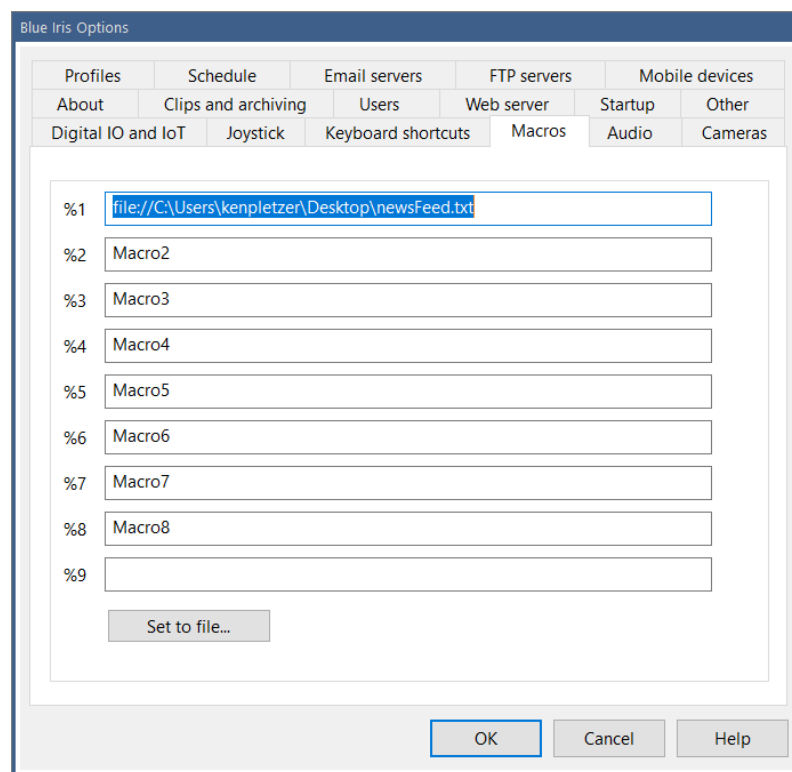 Blue Iris Options
Profiles Schedule Email servers FTP servers Mobile devices
About Clips and archiving Users Web server Startup Other
Digital IO and IoT Joystick Keyboard shortcuts Macros Audio Cameras
%1 file://C:\Users\kenpletzer\Desktop\newsFeed.txt
%2 Macro2
%3 Macro3
%4 Macro4
%5 Macro5
%6 Macro6
%7 Macro7
%8 Macro8
%9
Set to file...
OK Cancel Help